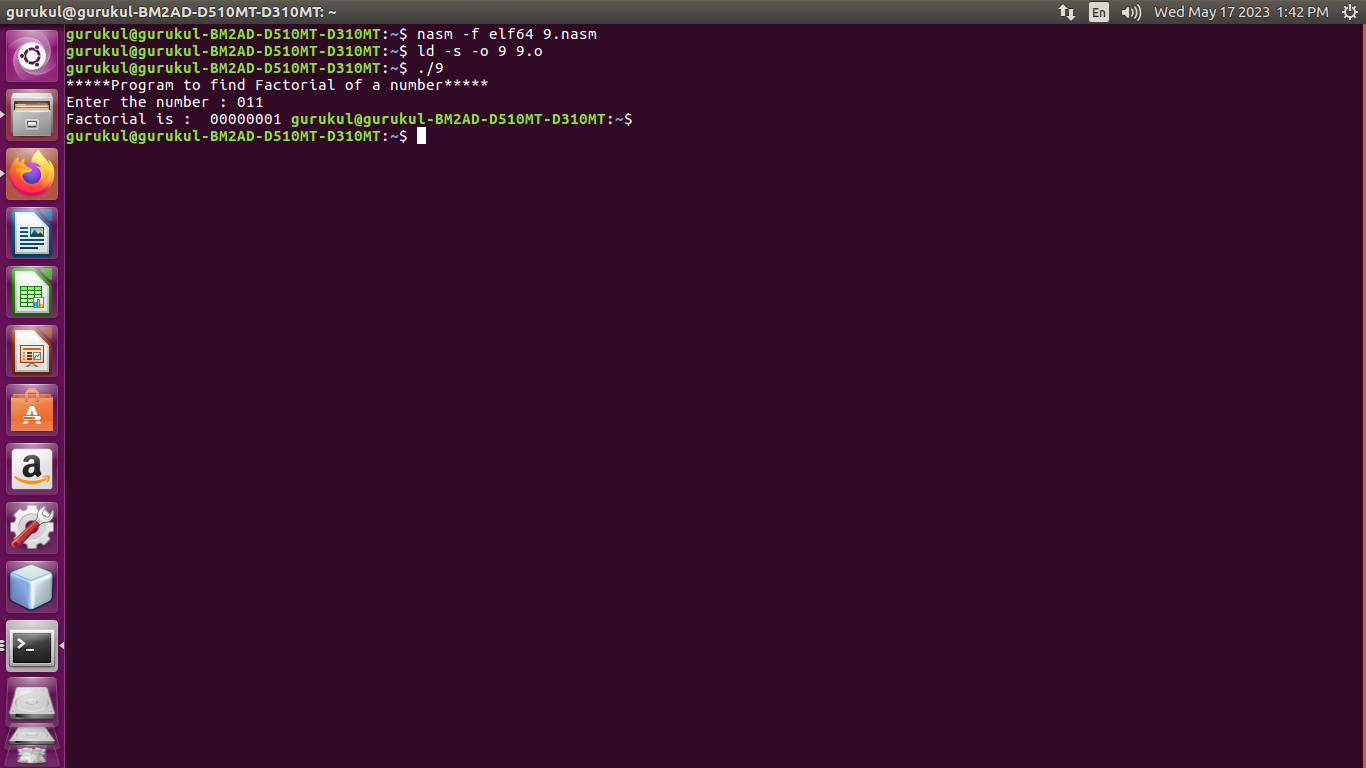 gurukul@gurukul-BM2AD-D510MT-D310MT: ~
En
Wed May 17 2023 1:42 PM
gurukul@gurukul-BM2AD-D510MT-D310MT:~$ nasm -f elf64 9.nasm
gurukul@gurukul-BM2AD-D510MT-D310MT:~$ ld -s -o 9 9.o
gurukul@gurukul-BM2AD-D510MT-D310MT:~$ ./9
*****Program to find Factorial of a number*****
Enter the number : 011
Factorial is :  00000001 gurukul@gurukul-BM2AD-D510MT-D310MT:~$
gurukul@gurukul-BM2AD-D510MT-D310MT:~$
A
a
>_